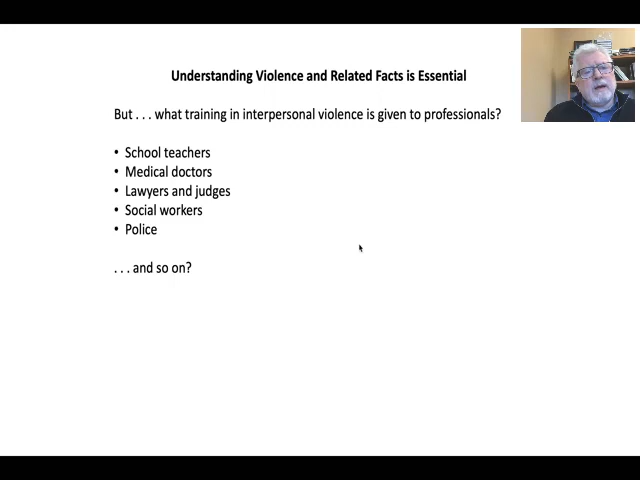 Understanding Violence and Related Facts is Essential
But . . . what training in interpersonal violence is given to professionals?
• School teachers
• Medical doctors
• Lawyers and judges
• Social workers
• Police
. . . and so on?